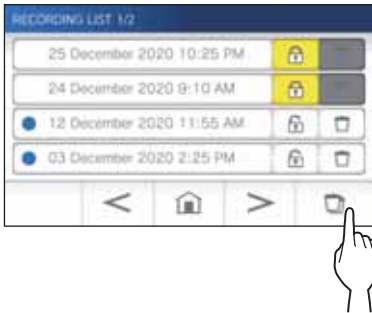 RECORDING LIST 1/2
25 December 2020 10:25 PM
24 December 2020 9:10 AM
12 December 2020 11:55 AM
03 December 2020 2:25 PM